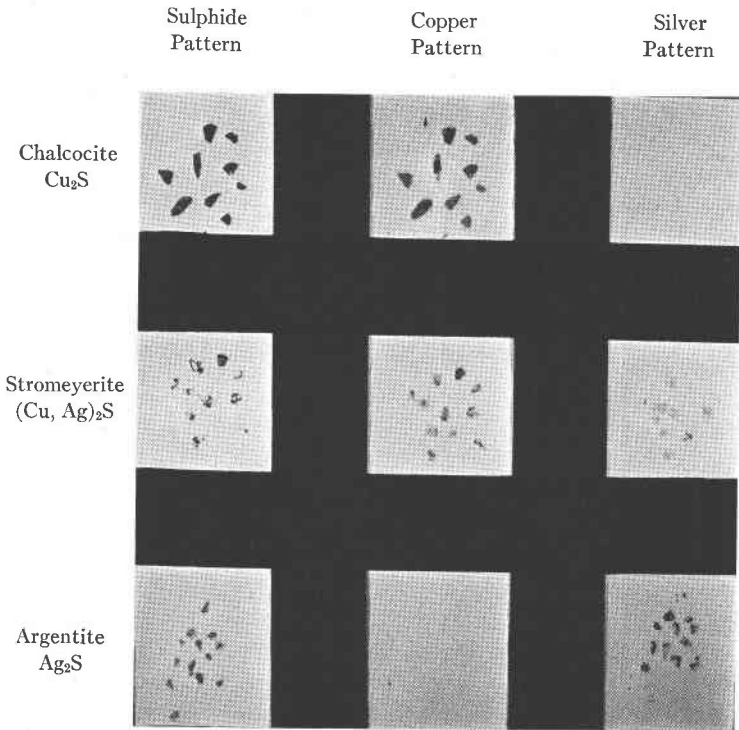 Sulphide
Pattern
Copper
Pattern
Silver
Pattern
Chalcocite
Cu₂S
Stromeyerite
(Cu, Ag)₂S
Argentite
Ag₂S